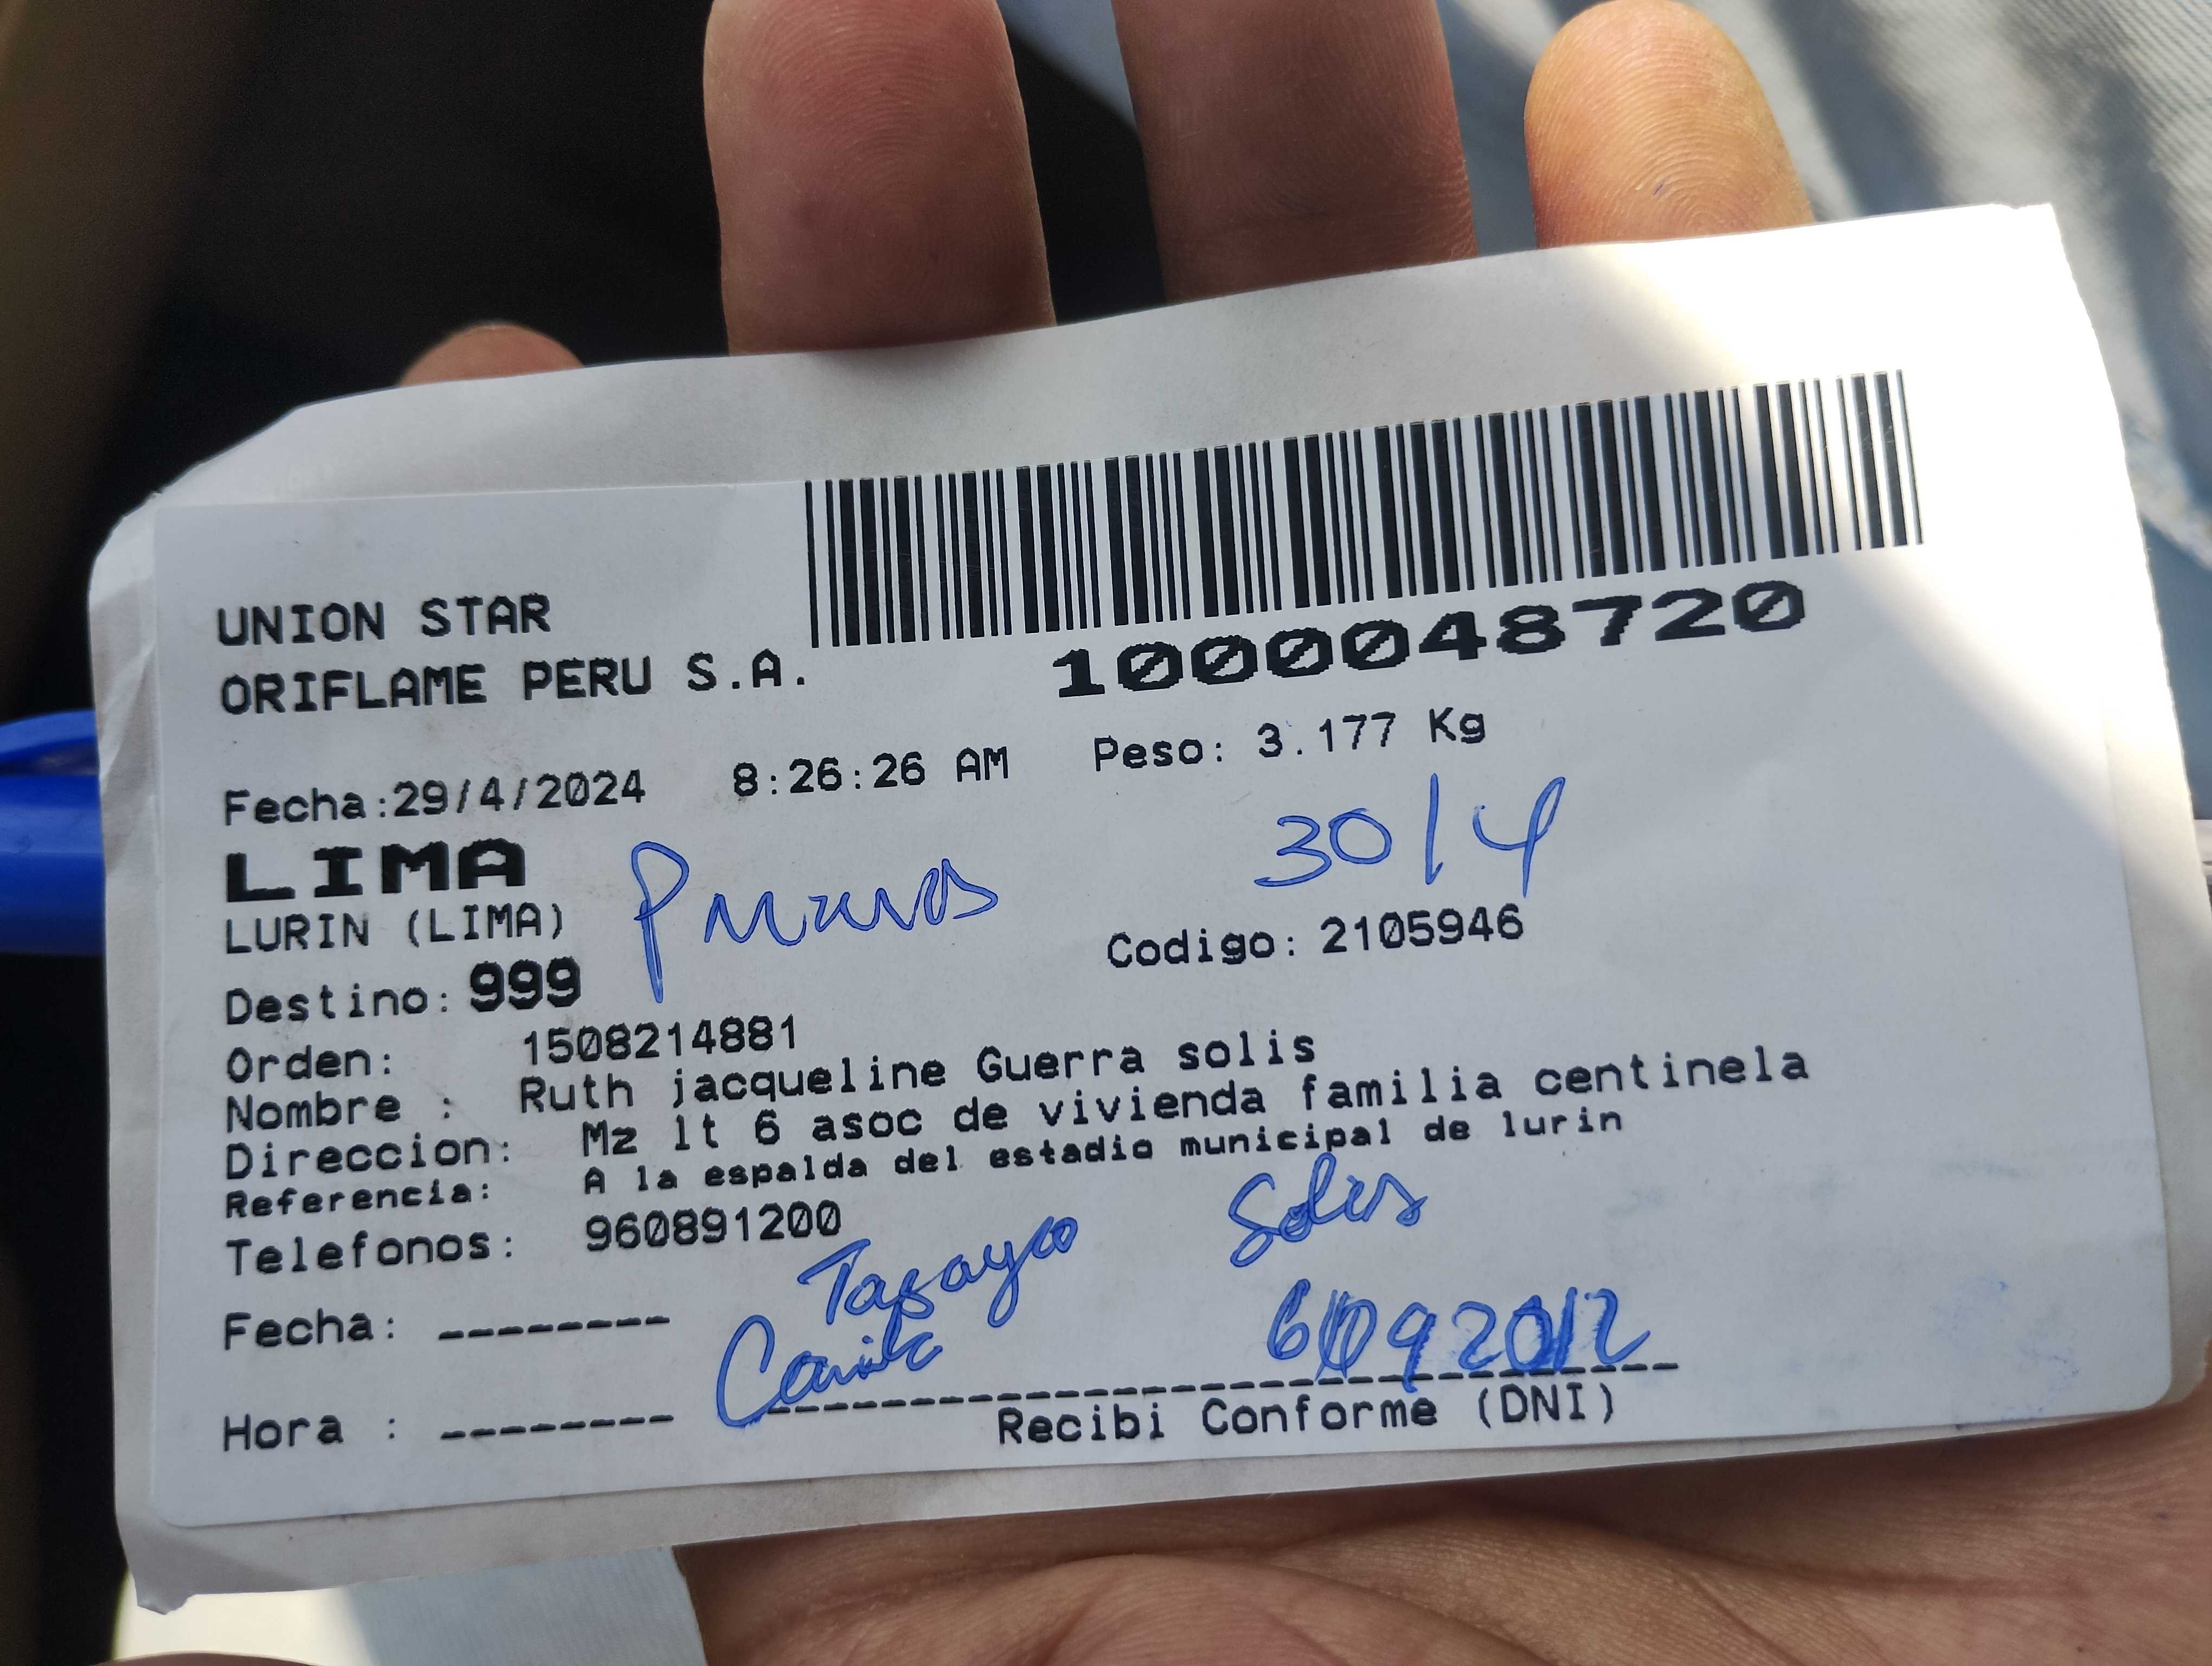 UNION STAR
ORIFLAME PERU S.A.
1000048720
Fecha:29/4/2024 8:26:26 AM Peso: 3.177 Kg
LIMA
30/4
LURIN (LIMA)
Codigo: 2105946
Destino: 999
Orden: 1508214881
Nombre : Ruth jacqueline Guerra solis
Direccion: Mz lt 6 asoc de vivienda familia centinela
Referencia: A la espalda del estadio municipal de lurin
Telefonos: 960891200
Tasayco Solis
Fecha: --------
Hora : --------
Recibi Conforme (DNI)